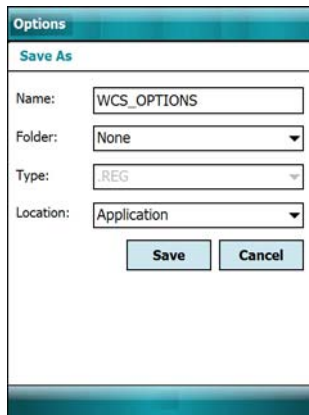 Options
Save As
Name: WCS_OPTIONS
Folder: None
Type: .REG
Location: Application
Save Cancel